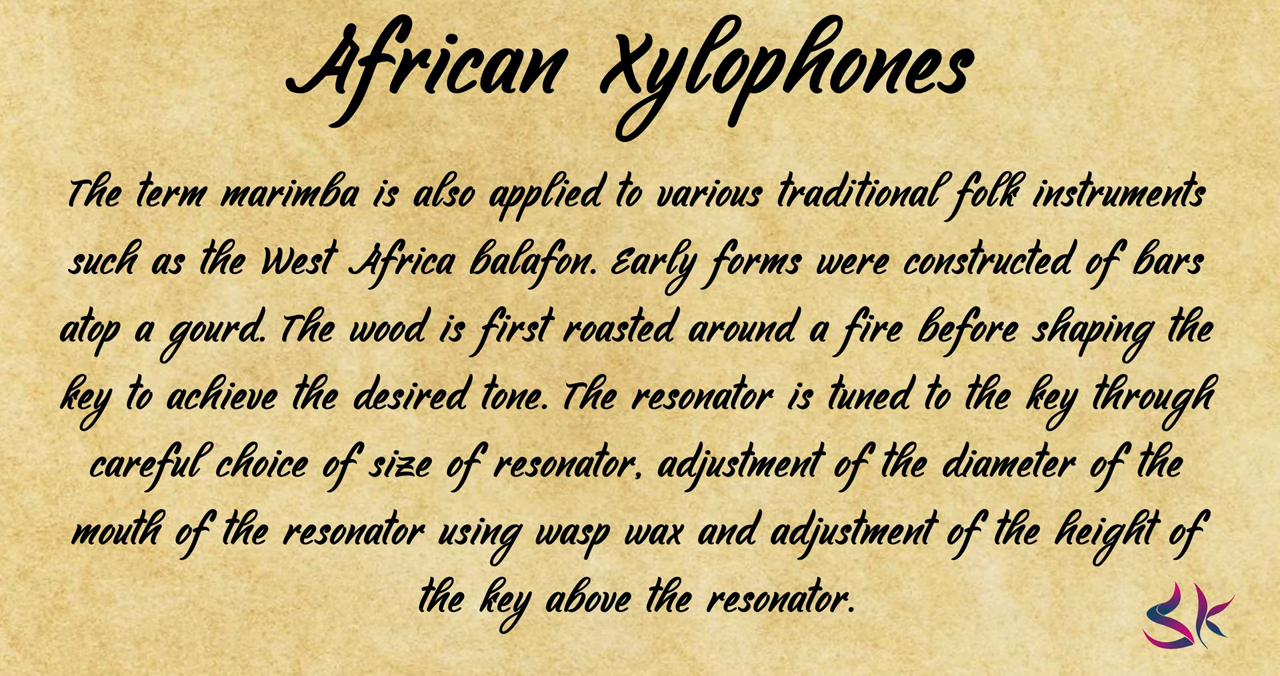 African Xylophones
The term marimba is also applied to various traditional folk instruments
such as the West Africa balafon. Early forms were constructed of bars
atop a gourd. The wood is first roasted around a fire before shaping the
key to achieve the desired tone. The resonator is tuned to the key through
careful choice of size of resonator, adjustment of the diameter of the
mouth of the resonator using wasp wax and adjustment of the height of
the key above the resonator.
SK